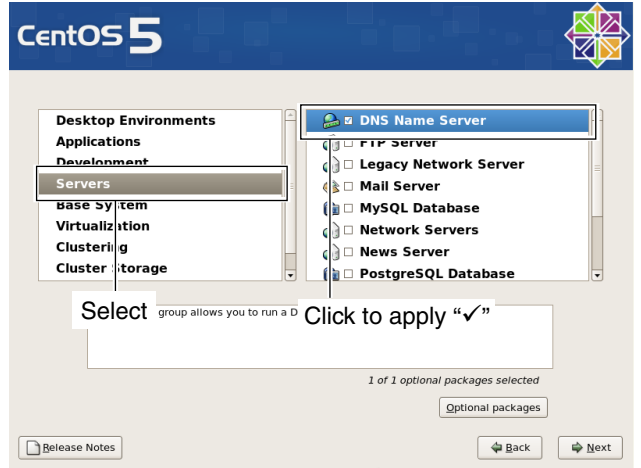 CentOS 5
Desktop Environments
Applications
Development
Servers
Base System
Virtualization
Clustering
Cluster Storage
DNS Name Server
FTP Server
Legacy Network Server
Mail Server
MySQL Database
Network Servers
News Server
PostgreSQL Database
Select
group allows you to run a D
Click to apply “✓”
1 of 1 optional packages selected
Optional packages
Release Notes
Back
Next